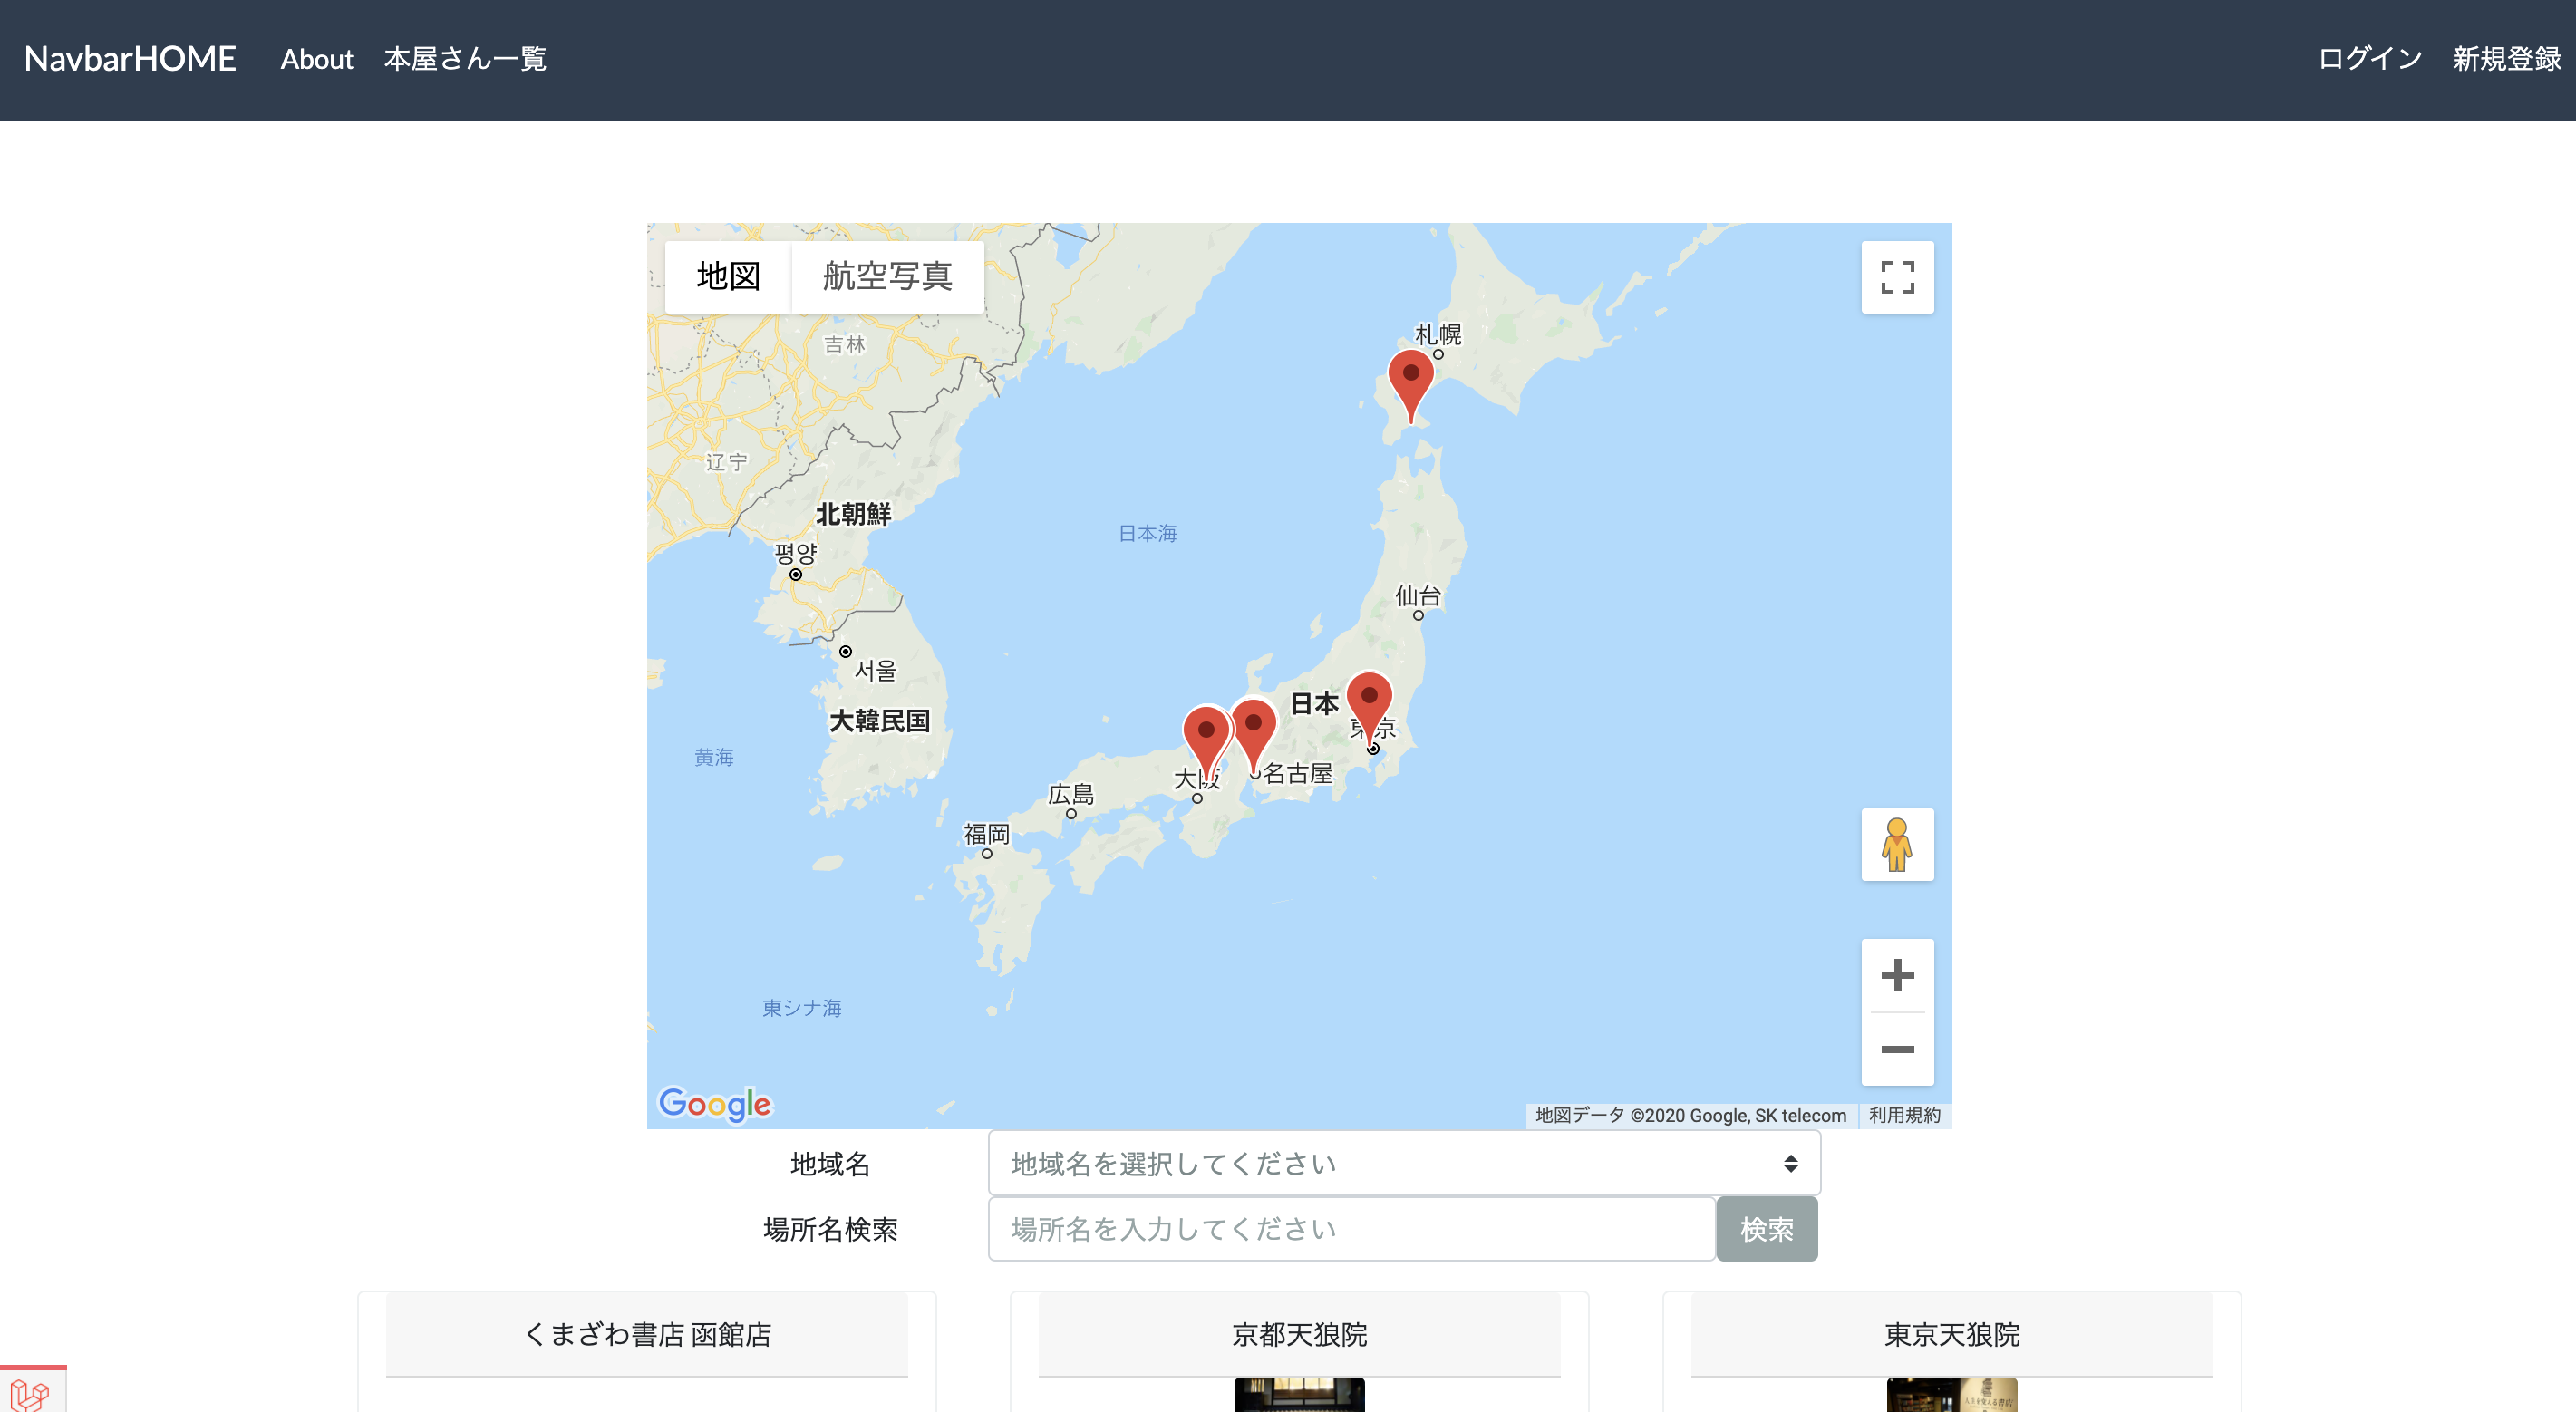 NavbarHOME About 本屋さん一覧 ログイン 新規登録
地図 航空写真
札幌
吉林
辽宁
北朝鮮
日本海
평양
仙台
서울
日本
大韓民国
東京
黄海
大阪
名古屋
広島
福岡
東シナ海
Google
地図データ ©2020 Google, SK telecom 利用規約
地域名 地域名を選択してください
場所名検索 場所名を入力してください 検索
くまざわ書店 函館店 京都天狼院 東京天狼院